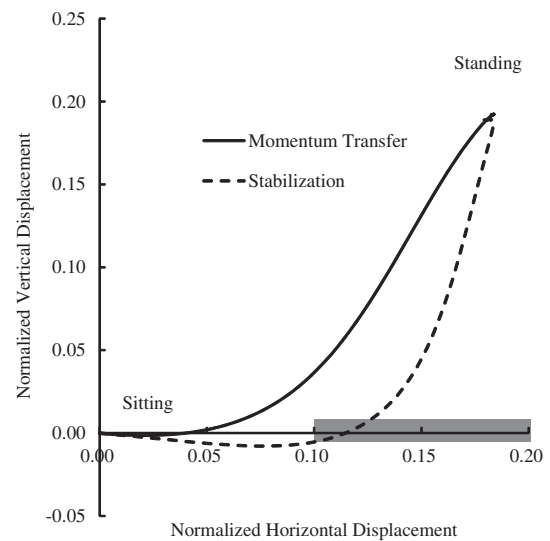 0.25
Standing
0.20
Momentum Transfer
Stabilization
0.15
0.10
0.05
Sitting
0.00
0.00 0.05 0.10 0.15 0.20
-0.05
Normalized Vertical Displacement
Normalized Horizontal Displacement